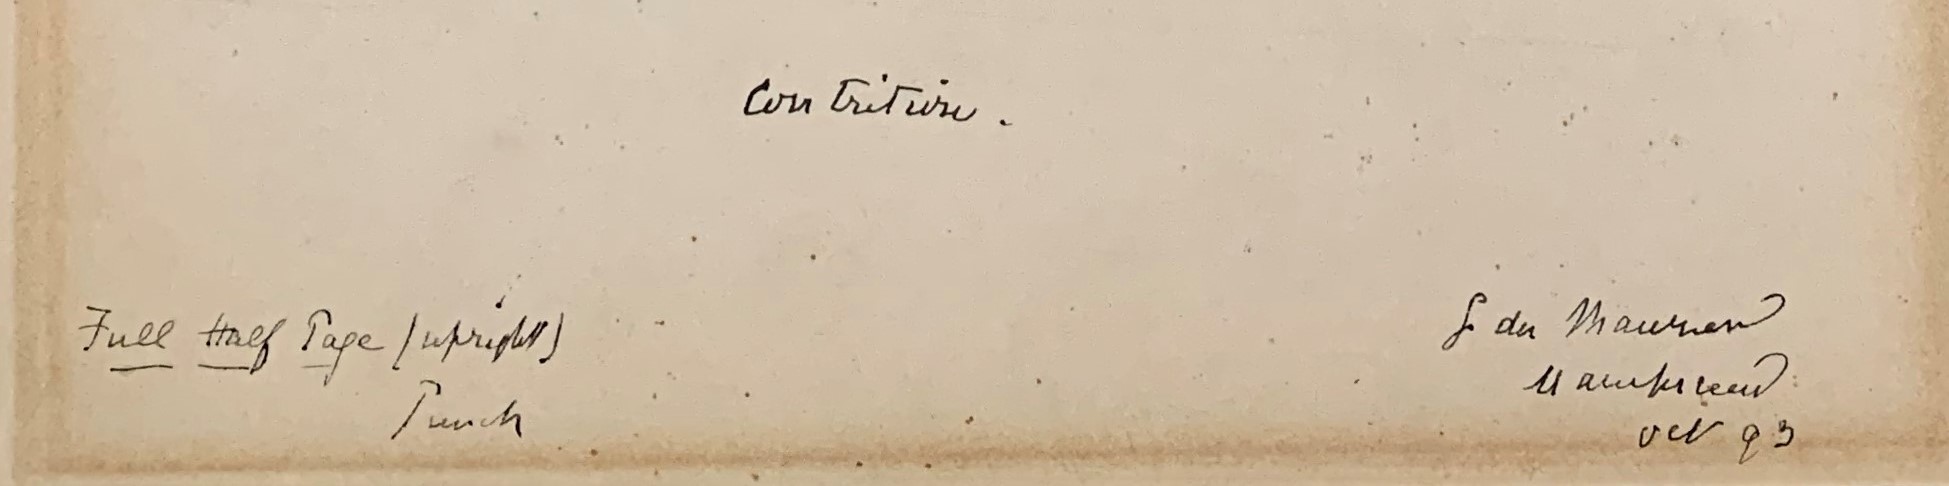 Contrition.
Full Half Page (upright)
Punch
G du Maurier
Hampstead
Oct 93